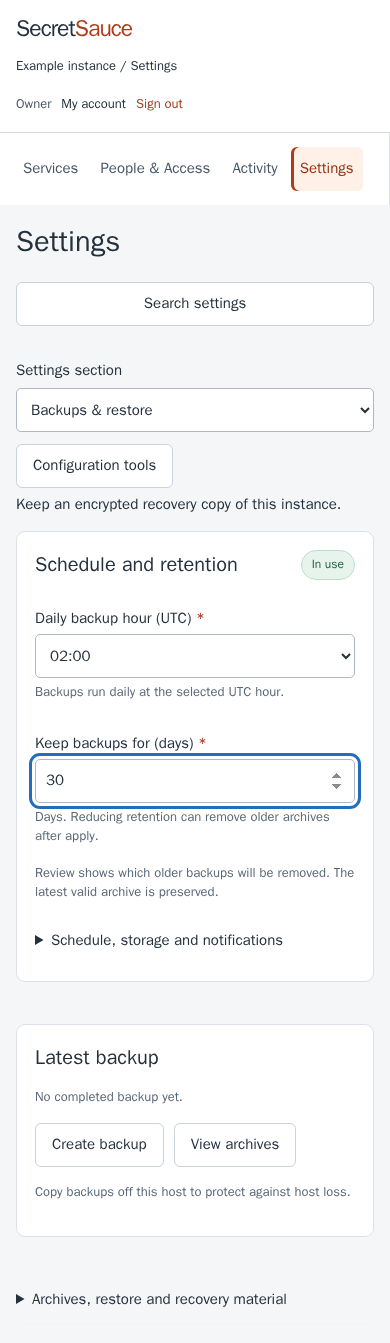 SecretSauce
Example instance / Settings
Owner My account Sign out
Services People & Access Activity Settings
Settings
Search settings
Settings section
Backups & restore
Configuration tools
Keep an encrypted recovery copy of this instance.
Schedule and retention In use
Daily backup hour (UTC) *
02:00
Backups run daily at the selected UTC hour.
Keep backups for (days) *
30
Days. Reducing retention can remove older archives
after apply.
Review shows which older backups will be removed. The
latest valid archive is preserved.
Schedule, storage and notifications
Latest backup
No completed backup yet.
Create backup View archives
Copy backups off this host to protect against host loss.
Archives, restore and recovery material